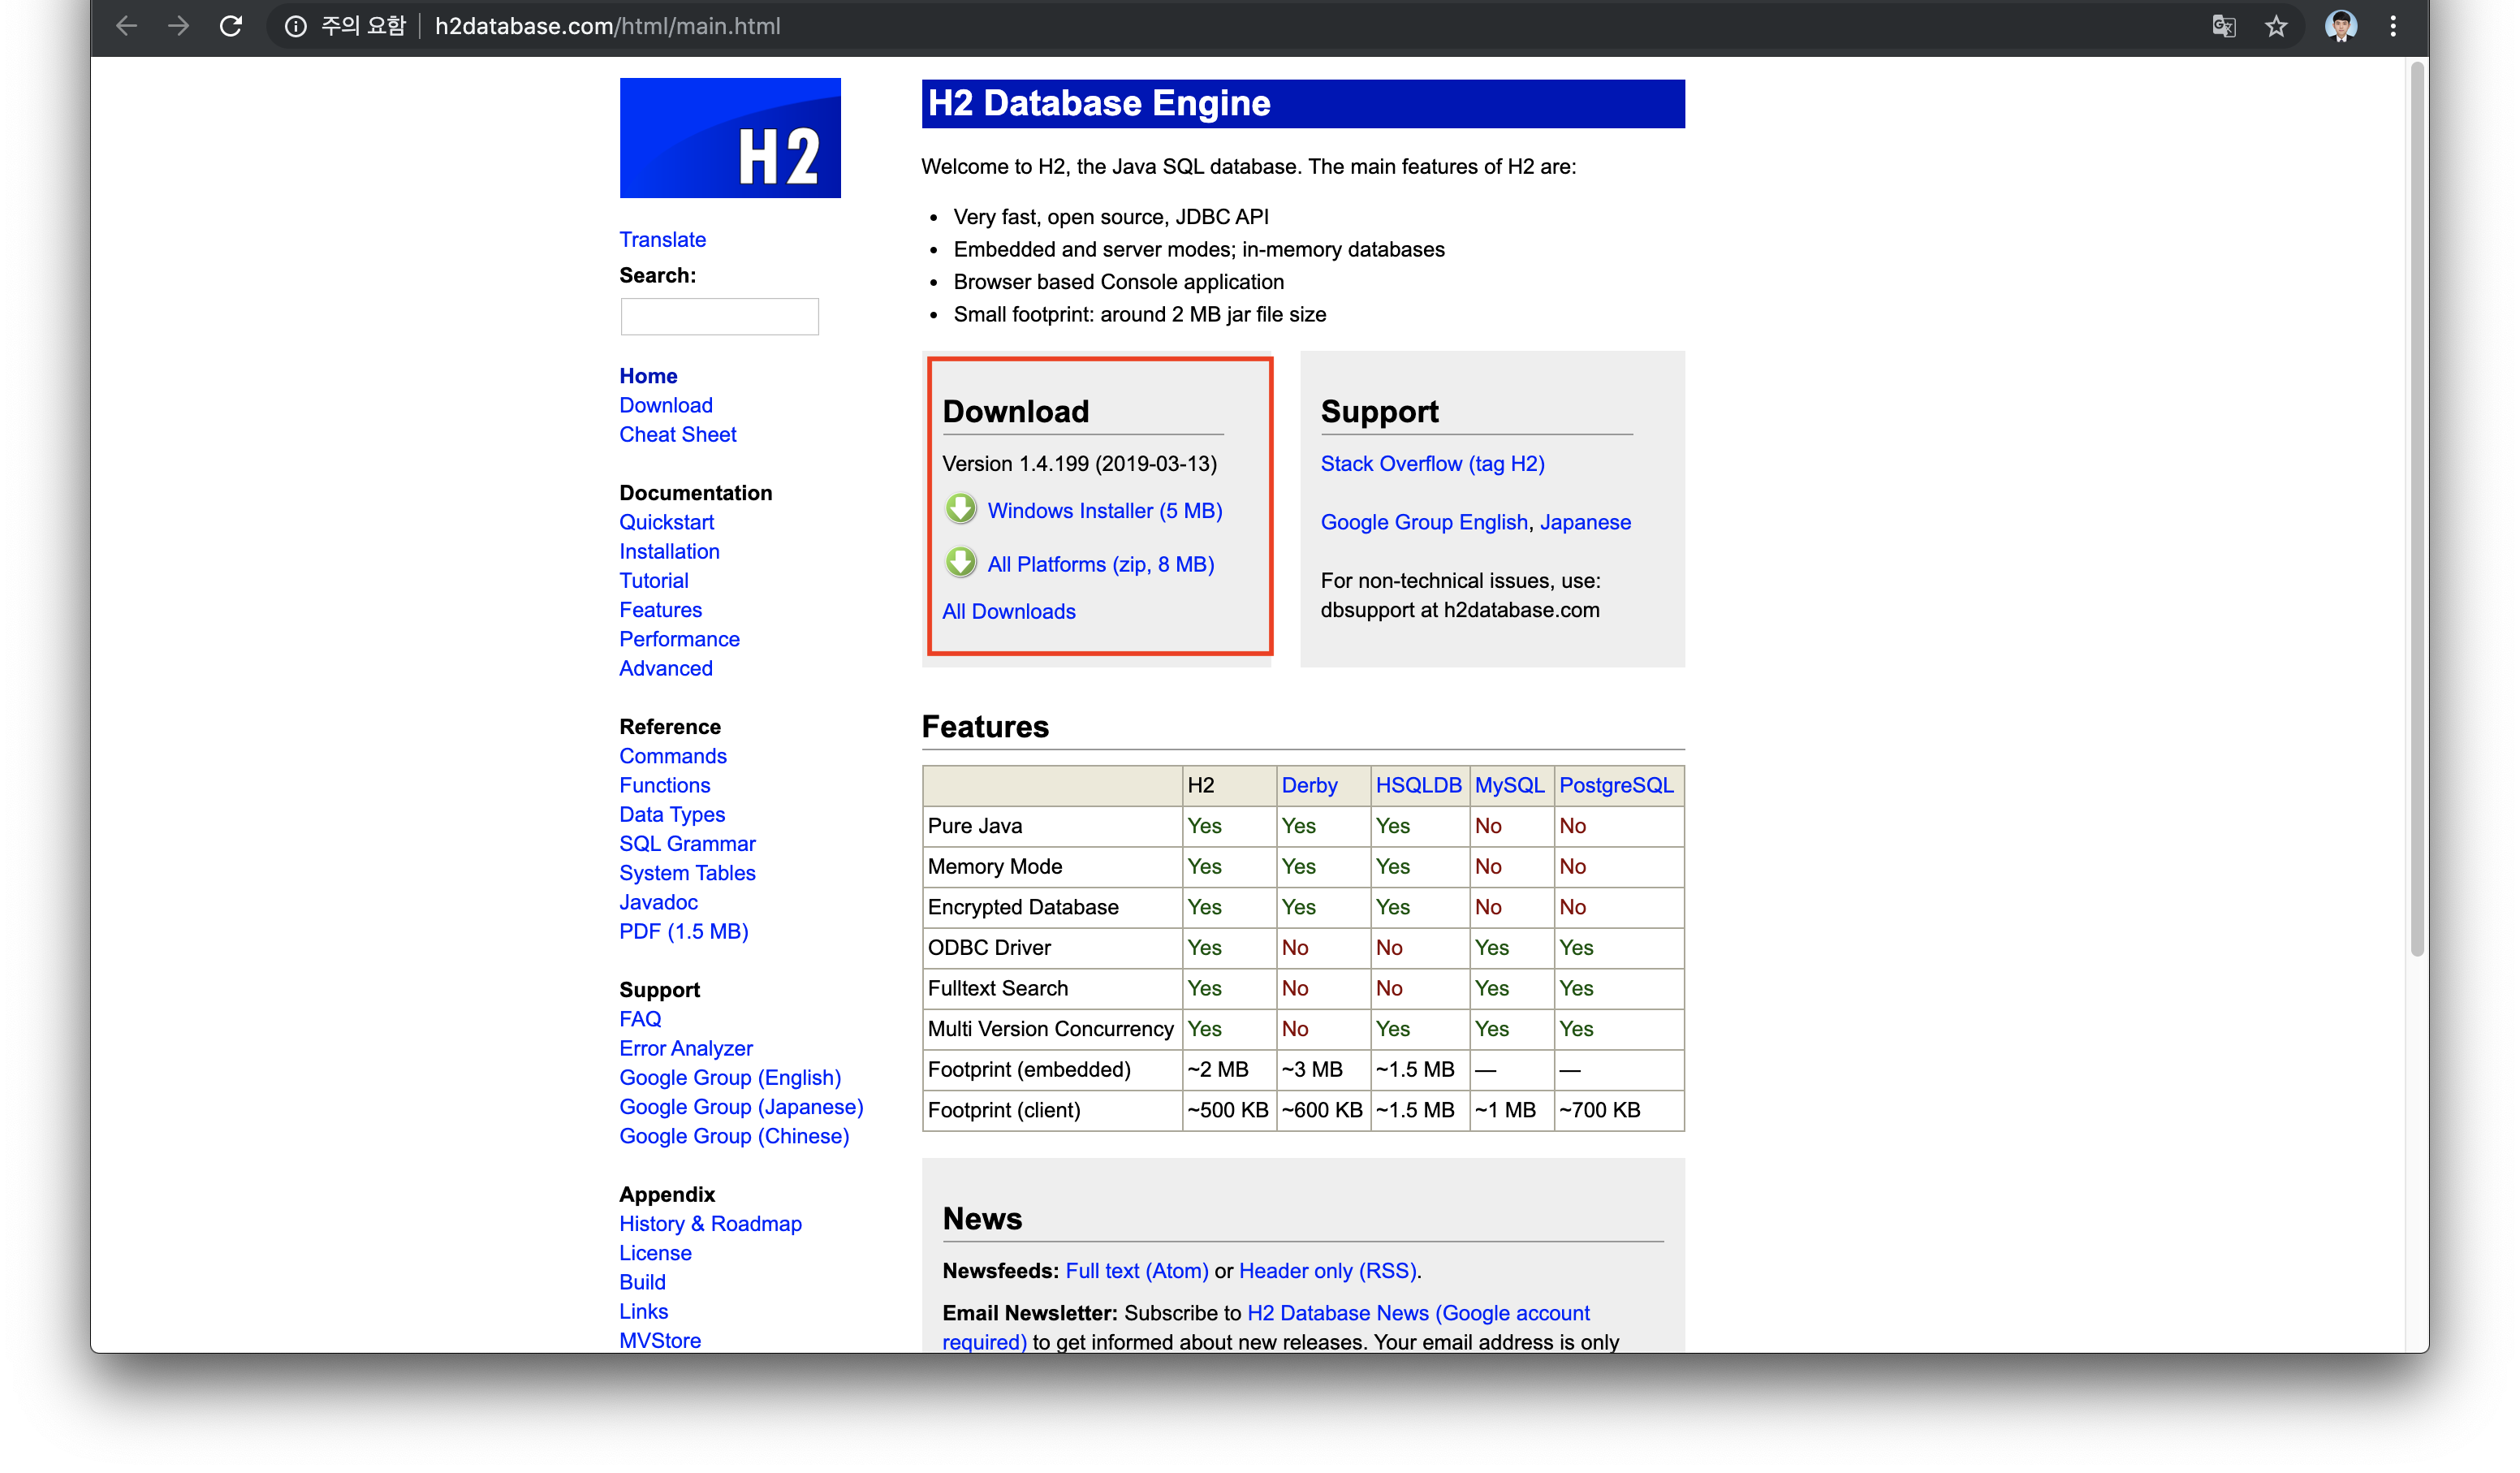 주의 요함 h2database.com/html/main.html
H2
Translate
Search:
Home
Download
Cheat Sheet
Documentation
Quickstart
Installation
Tutorial
Features
Performance
Advanced
Reference
Commands
Functions
Data Types
SQL Grammar
System Tables
Javadoc
PDF (1.5 MB)
Support
FAQ
Error Analyzer
Google Group (English)
Google Group (Japanese)
Google Group (Chinese)
Appendix
History & Roadmap
License
Build
Links
MVStore
H2 Database Engine
Welcome to H2, the Java SQL database. The main features of H2 are:
• Very fast, open source, JDBC API
• Embedded and server modes; in-memory databases
• Browser based Console application
• Small footprint: around 2 MB jar file size
Download
Version 1.4.199 (2019-03-13)
Windows Installer (5 MB)
All Platforms (zip, 8 MB)
All Downloads
Support
Stack Overflow (tag H2)
Google Group English, Japanese
For non-technical issues, use:
dbsupport at h2database.com
Features
H2 Derby HSQLDB MySQL PostgreSQL
Pure Java Yes Yes Yes No No
Memory Mode Yes Yes Yes No No
Encrypted Database Yes Yes Yes No No
ODBC Driver Yes No No Yes Yes
Fulltext Search Yes No No Yes Yes
Multi Version Concurrency Yes No Yes Yes Yes
Footprint (embedded) ~2 MB ~3 MB ~1.5 MB — —
Footprint (client) ~500 KB ~600 KB ~1.5 MB ~1 MB ~700 KB
News
Newsfeeds: Full text (Atom) or Header only (RSS).
Email Newsletter: Subscribe to H2 Database News (Google account
required) to get informed about new releases. Your email address is only